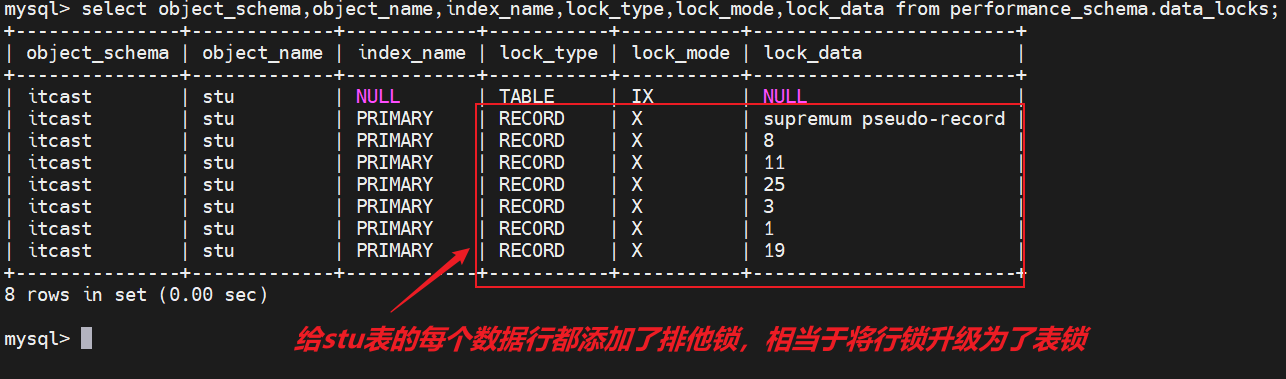 mysql> select object_schema,object_name,index_name,lock_type,lock_mode,lock_data from performance_schema.data_locks;
+---------------+-------------+------------+-----------+-----------+------------------------+
| object_schema | object_name | index_name | lock_type | lock_mode | lock_data              |
+---------------+-------------+------------+-----------+-----------+------------------------+
| itcast        | stu         | NULL       | TABLE     | IX        | NULL                   |
| itcast        | stu         | PRIMARY    | RECORD    | X         | supremum pseudo-record |
| itcast        | stu         | PRIMARY    | RECORD    | X         | 8                      |
| itcast        | stu         | PRIMARY    | RECORD    | X         | 11                     |
| itcast        | stu         | PRIMARY    | RECORD    | X         | 25                     |
| itcast        | stu         | PRIMARY    | RECORD    | X         | 3                      |
| itcast        | stu         | PRIMARY    | RECORD    | X         | 1                      |
| itcast        | stu         | PRIMARY    | RECORD    | X         | 19                     |
+---------------+-------------+------------+-----------+-----------+------------------------+
8 rows in set (0.00 sec)
给stu表的每个数据行都添加了排他锁，相当于将行锁升级为了表锁
mysql>